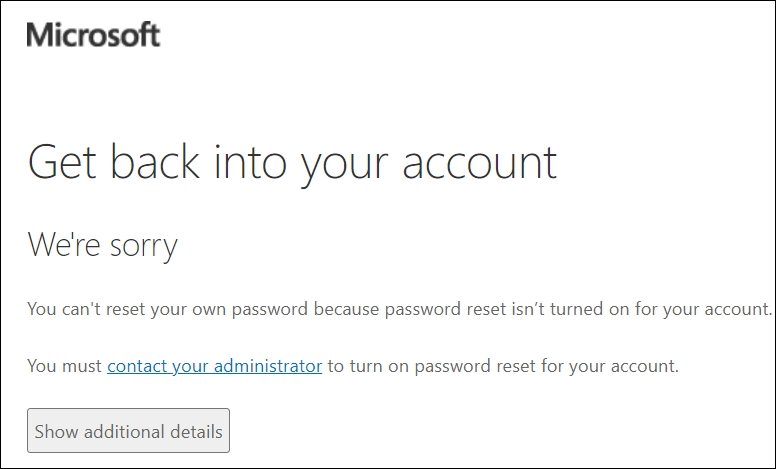 Microsoft
Get back into your account
We're sorry
You can't reset your own password because password reset isn’t turned on for your account.
You must contact your administrator to turn on password reset for your account.
Show additional details